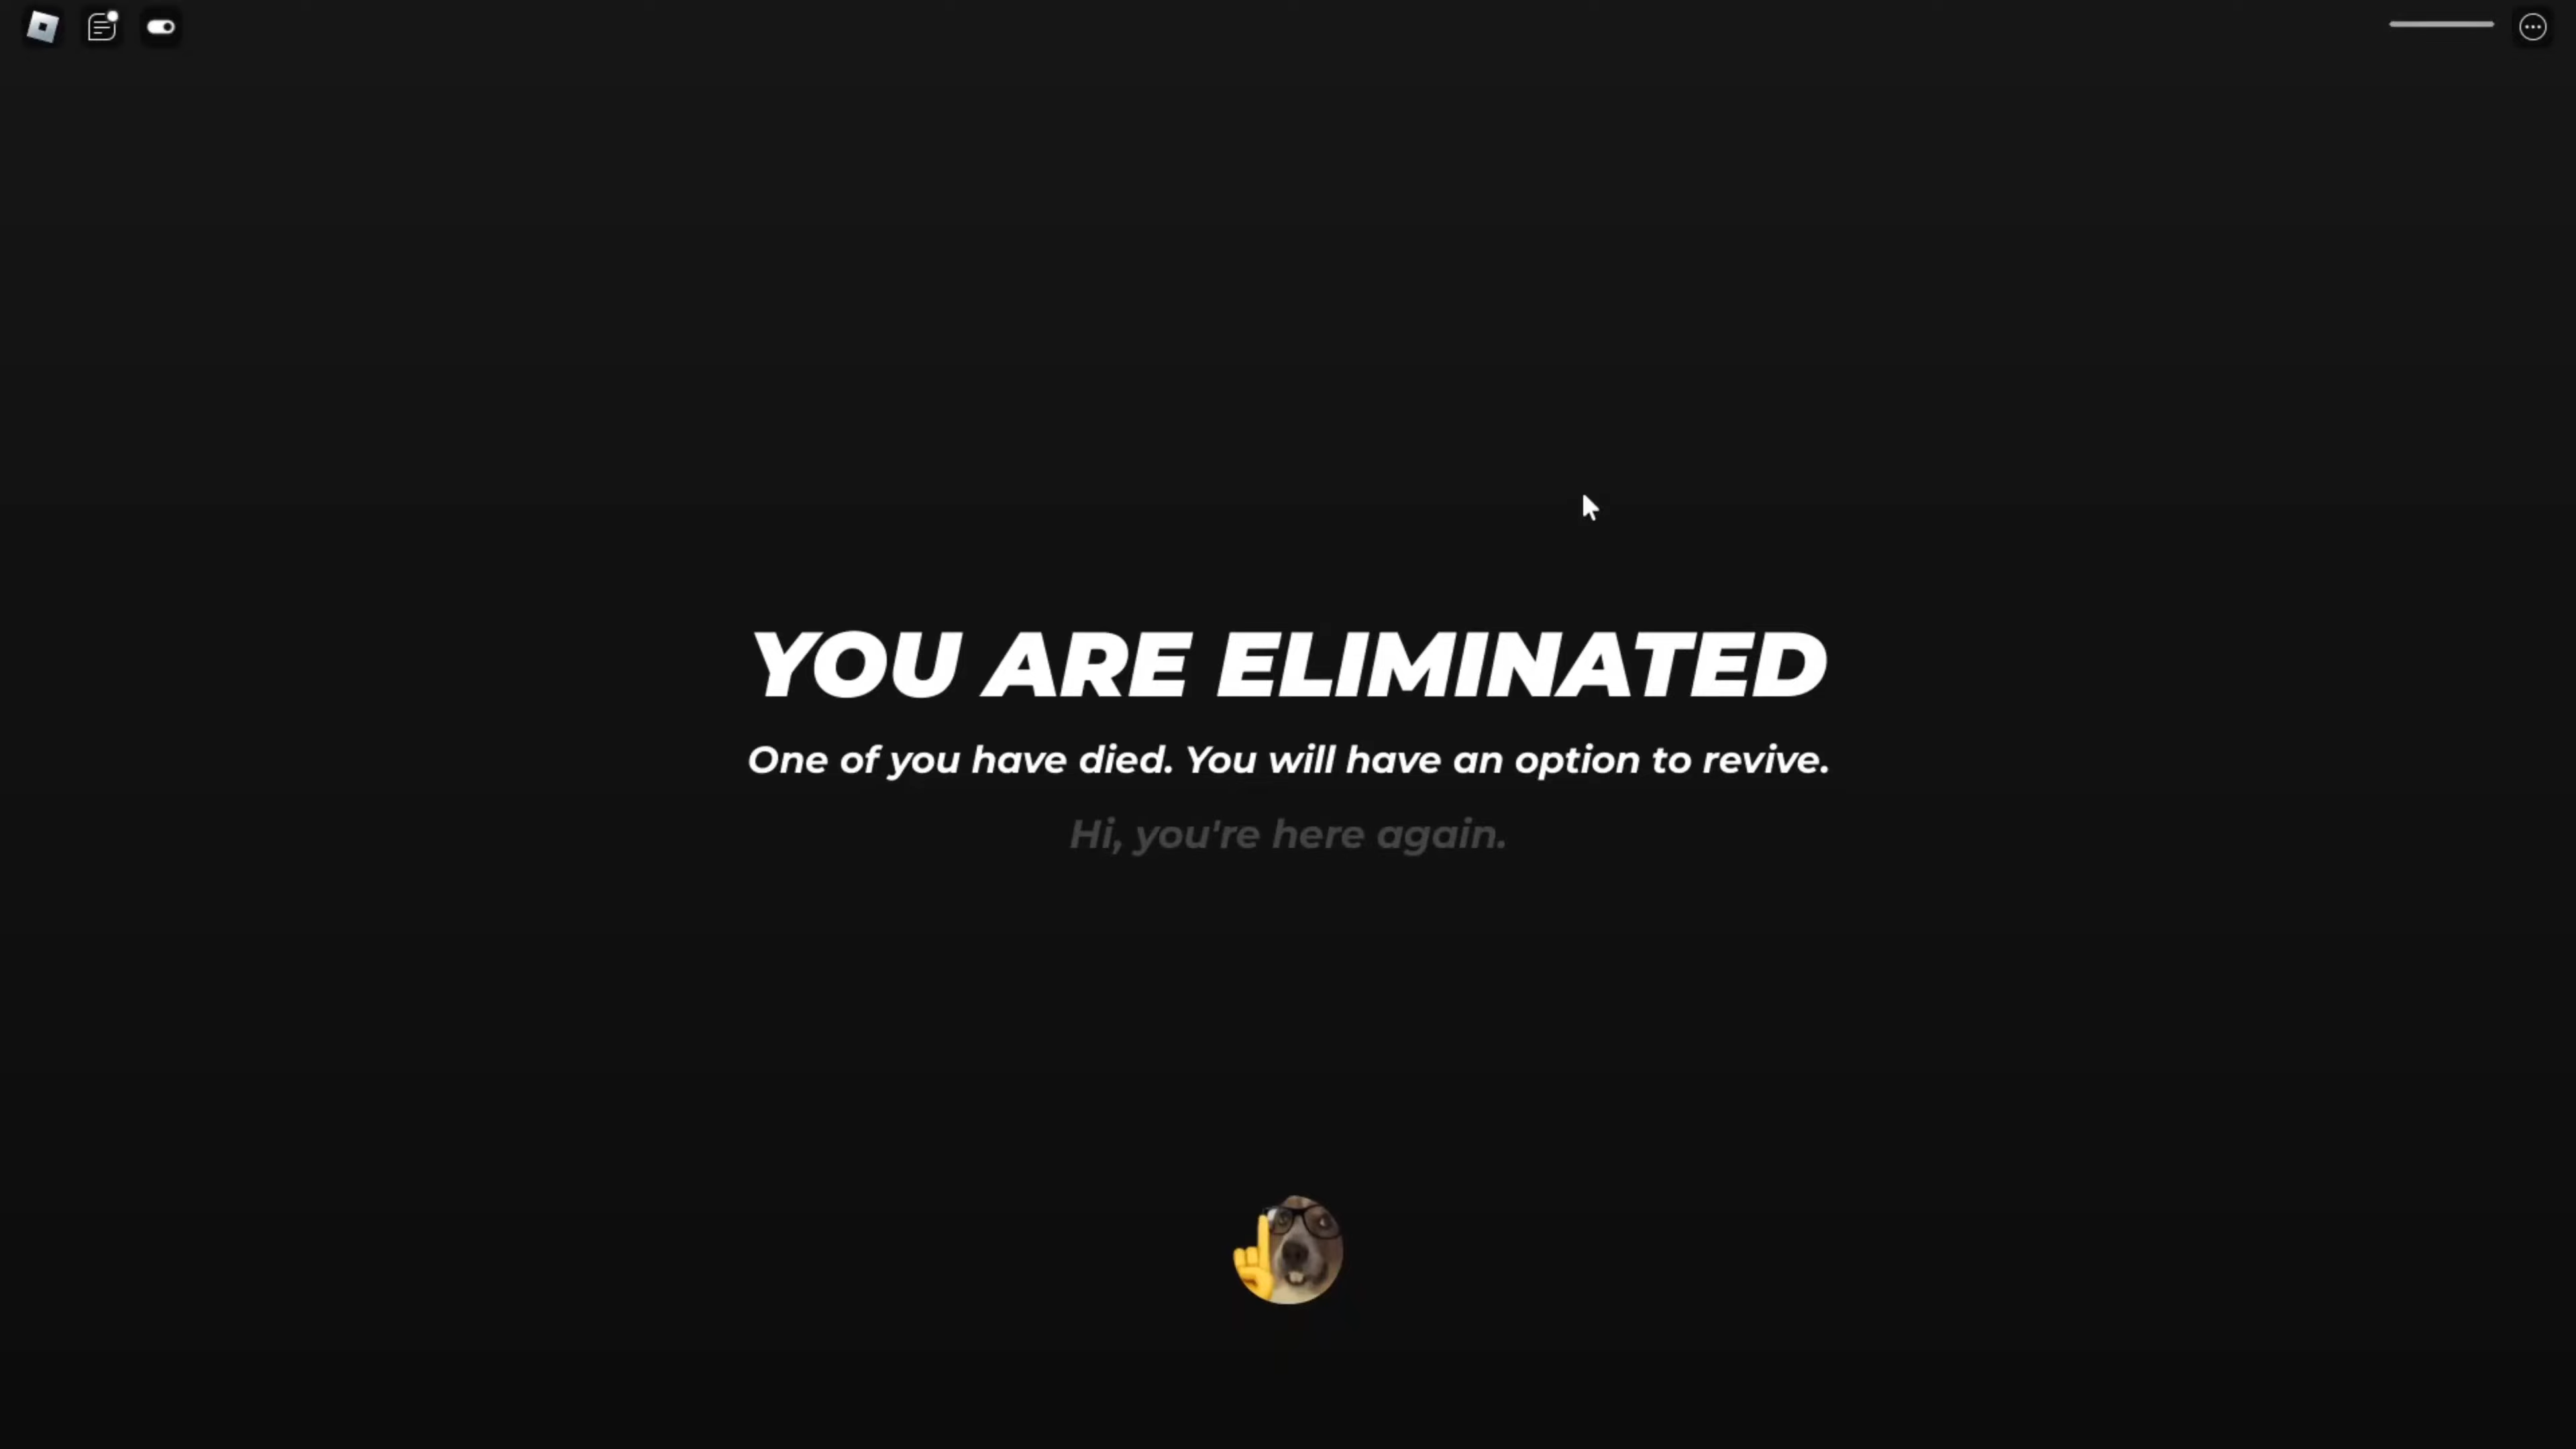 YOU ARE ELIMINATED
One of you have died. You will have an option to revive.
Hi, you're here again.